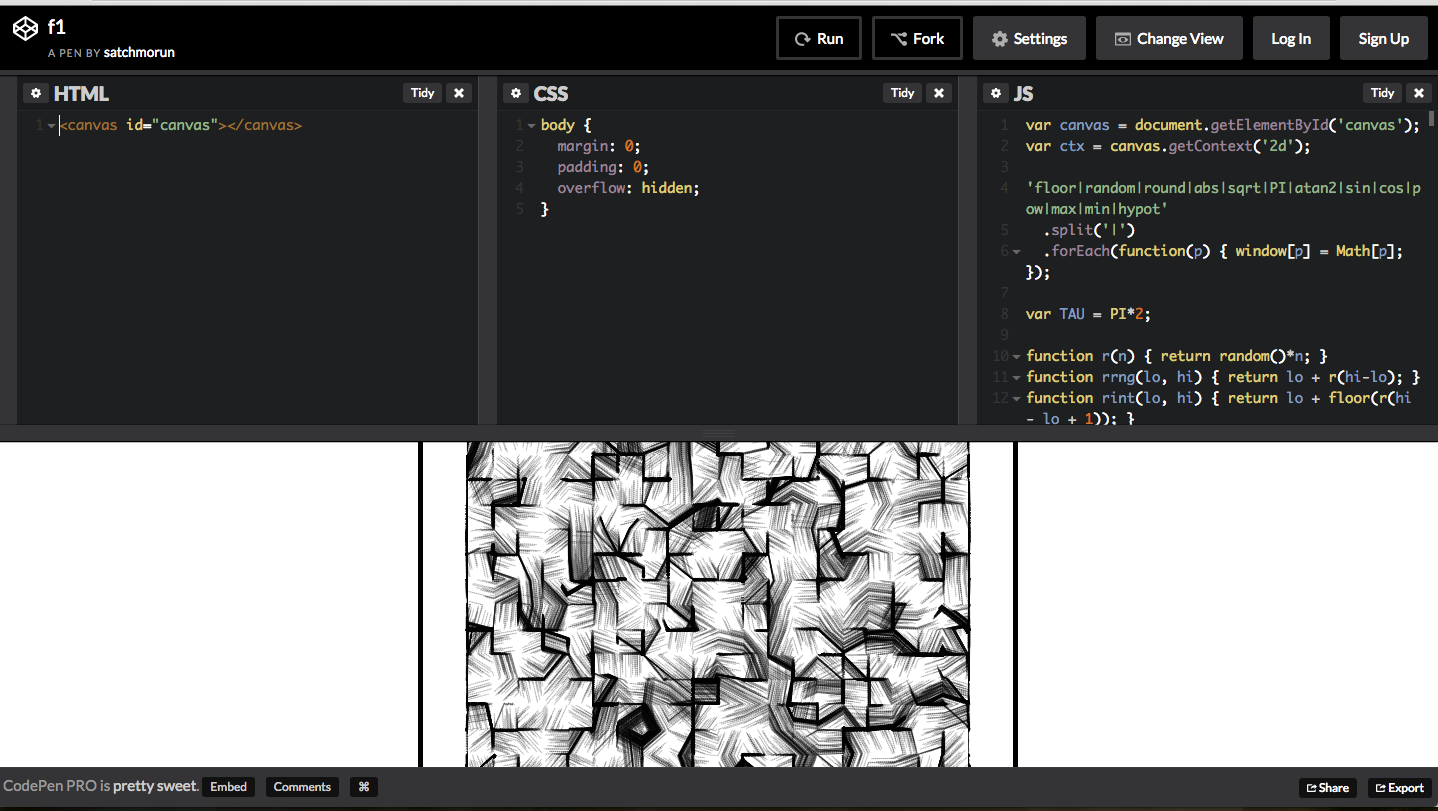 f1
A PEN BY satchmorun
Run
Fork
Settings
Change View
Log In
Sign Up
HTML
Tidy
1 <canvas id="canvas"></canvas>
CSS
Tidy
1 body {
2 margin: 0;
3 padding: 0;
4 overflow: hidden;
5 }
JS
Tidy
1 var canvas = document.getElementById('canvas');
2 var ctx = canvas.getContext('2d');
3
4 'floor|random|round|abs|sqrt|PI|atan2|sin|cos|p
ow|max|min|hypot'
5 .split('|')
6 .forEach(function(p) { window[p] = Math[p];
});
7
8 var TAU = PI*2;
9
10 function r(n) { return random()*n; }
11 function rrng(lo, hi) { return lo + r(hi-lo); }
12 function rint(lo, hi) { return lo + floor(r(hi
- lo + 1)); }
CodePen PRO is pretty sweet.
Embed
Comments
⌘
Share
Export